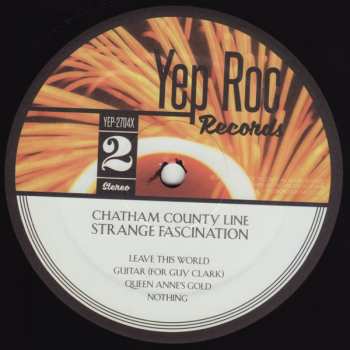 Yep Roc
Records
YEP-2704X
2
Stereo
CHATHAM COUNTY LINE
STRANGE FASCINATION
LEAVE THIS WORLD
GUITAR (FOR GUY CLARK)
QUEEN ANNE'S GOLD
NOTHING